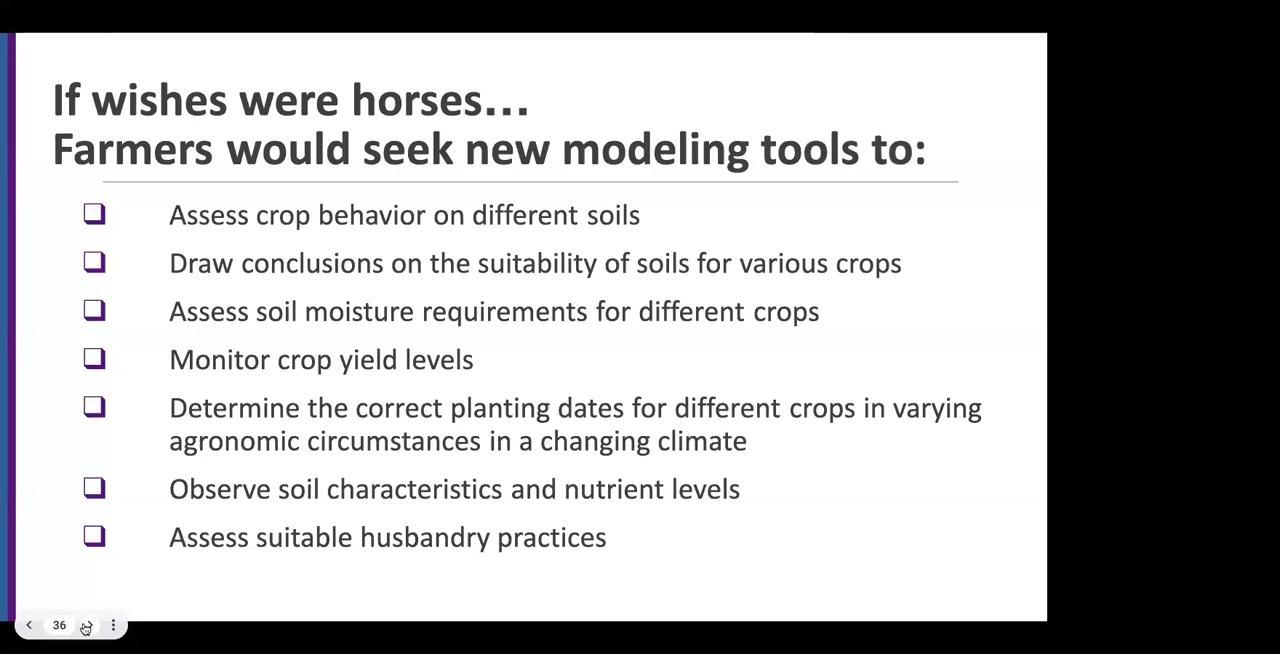 If wishes were horses…
Farmers would seek new modeling tools to:
❑ Assess crop behavior on different soils
❑ Draw conclusions on the suitability of soils for various crops
❑ Assess soil moisture requirements for different crops
❑ Monitor crop yield levels
❑ Determine the correct planting dates for different crops in varying
agronomic circumstances in a changing climate
❑ Observe soil characteristics and nutrient levels
❑ Assess suitable husbandry practices
36